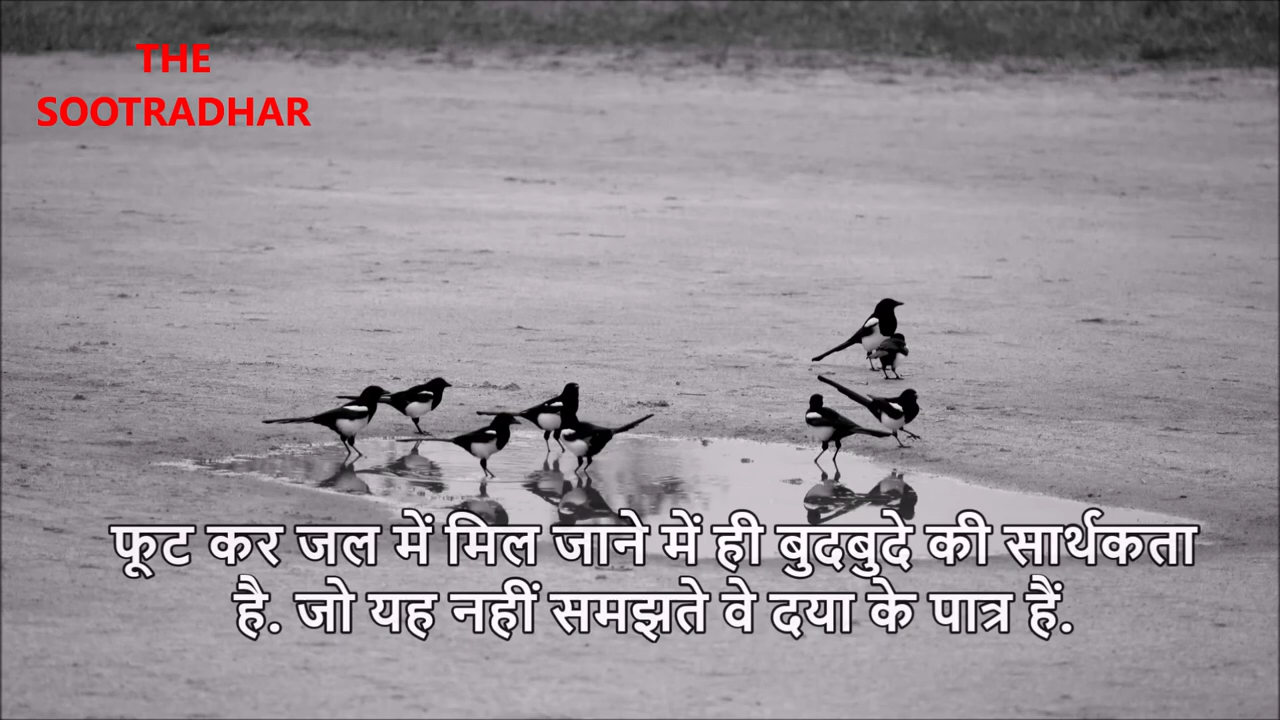 THE
SOOTRADHAR
फूट कर जल में मिल जाने में ही बुदबुदे की सार्थकता
है. जो यह नहीं समझते वे दया के पात्र हैं.